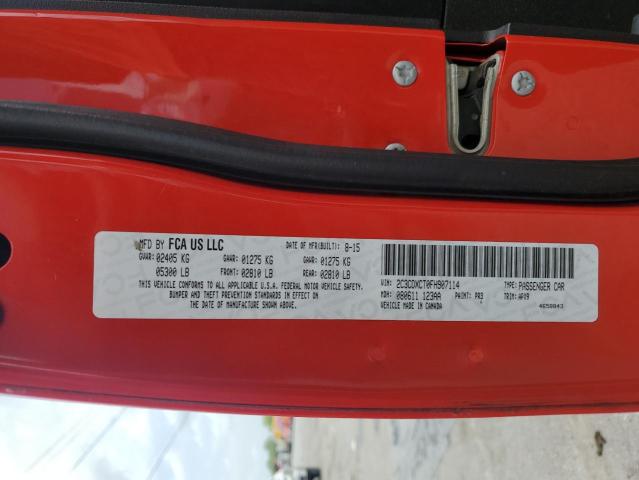 MFD BY FCA US LLC DATE OF MFR(BUILT): 8-15
GVWR: 02405 KG GAWR: 01275 KG GAWR: 01275 KG
05300 LB FRONT: 02810 LB REAR: 02810 LB
THIS VEHICLE CONFORMS TO ALL APPLICABLE U.S.A. FEDERAL MOTOR VEHICLE SAFETY,
BUMPER AND THEFT PREVENTION STANDARDS IN EFFECT ON
THE DATE OF MANUFACTURE SHOWN ABOVE.
VIN: 2C3CDXCT0FH907114 TYPE: PASSENGER CAR
MDH: 080611 123AA PAINT: PR3 TRIM: APX9
VEHICLE MADE IN CANADA 4658843